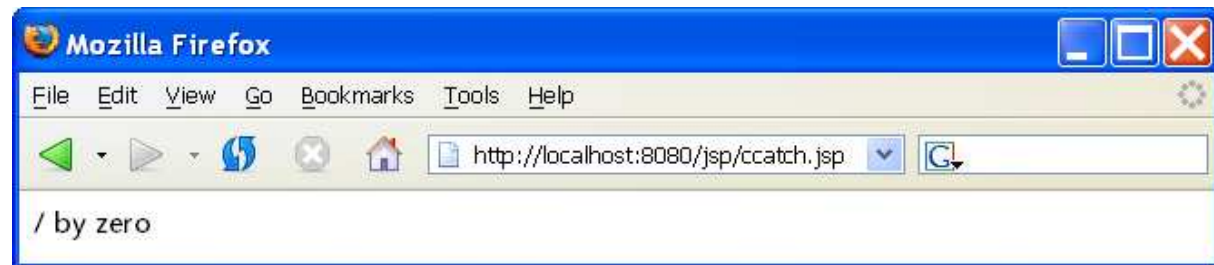 Mozilla Firefox
File Edit View Go Bookmarks Tools Help
http://localhost:8080/jsp/ccatch.jsp G
/ by zero